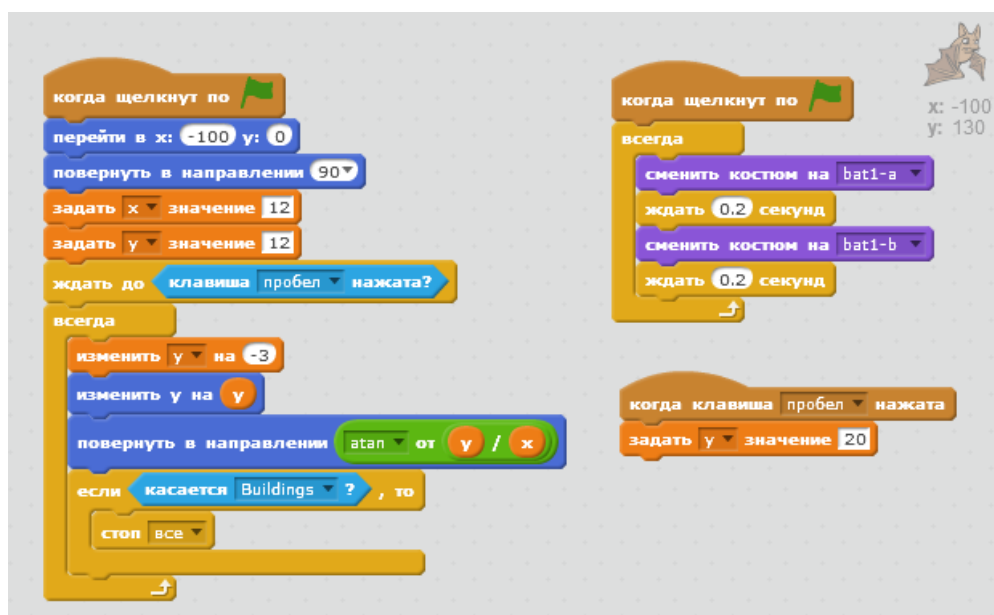 когда щелкнут по
перейти в x: -100 y: 0
повернуть в направлении 90
задать x значение 12
задать y значение 12
ждать до клавиша пробел нажата?
всегда
изменить y на -3
изменить y на y
повернуть в направлении atan от y / x
если касается Buildings ? , то
стоп все
когда щелкнут по
всегда
сменить костюм на bat1-a
ждать 0.2 секунд
сменить костюм на bat1-b
ждать 0.2 секунд
x: -100
y: 130
когда клавиша пробел нажата
задать y значение 20